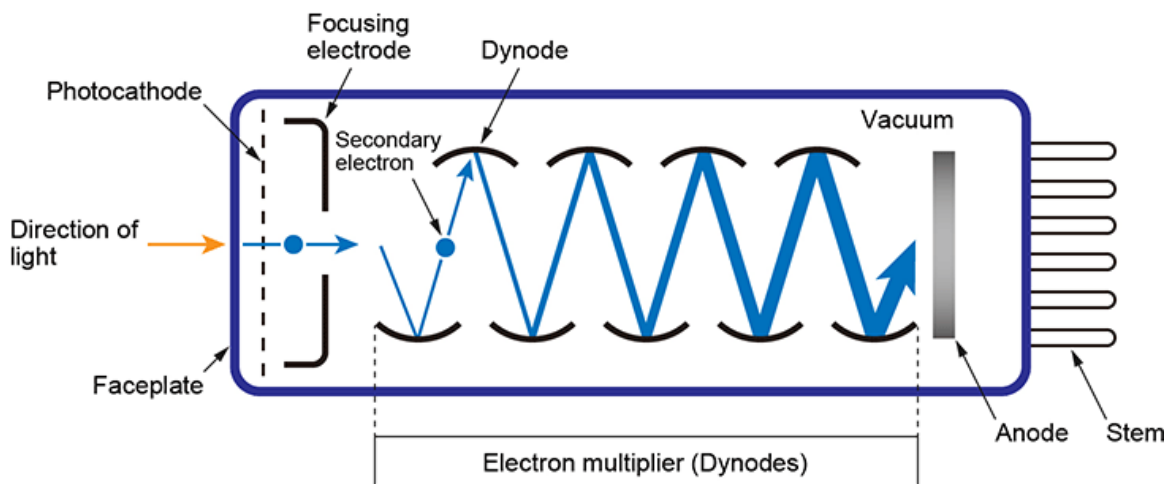 Focusing
electrode
Dynode
Photocathode
Secondary
electron
Vacuum
Direction of
light
Faceplate
Anode
Stem
Electron multiplier (Dynodes)